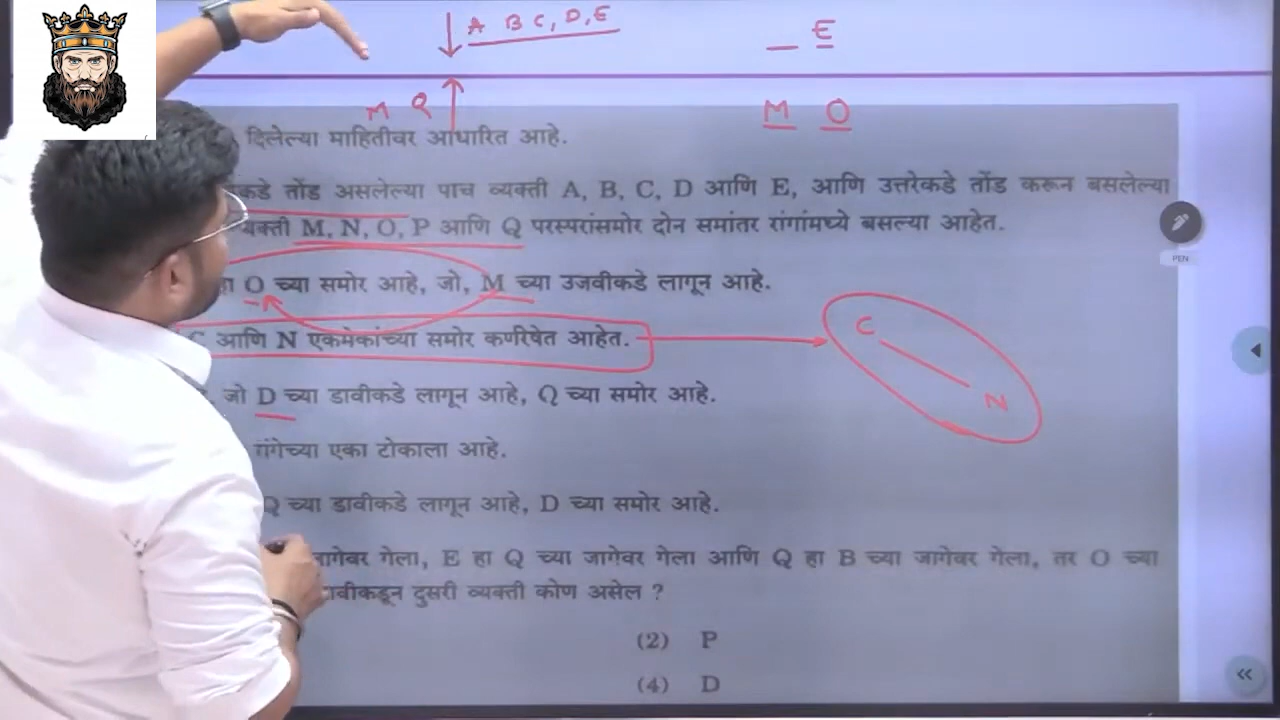 A B C, D, E
E
M Q
M O
दिलेल्या माहितीवर आधारित आहे.
कडे तोंड असलेल्या पाच व्यक्ती A, B, C, D आणि E, आणि उत्तरेकडे तोंड करून बसलेल्या
व्यक्ती M, N, O, P आणि Q परस्परांसमोर दोन समांतर रांगांमध्ये बसल्या आहेत.
O च्या समोर आहे, जो, M च्या उजवीकडे लागून आहे.
C आणि N एकमेकांच्या समोर कर्णरेषेत आहेत.
C
N
जो D च्या डावीकडे लागून आहे, Q च्या समोर आहे.
PEN
रांगेच्या एका टोकाला आहे.
Q च्या डावीकडे लागून आहे, D च्या समोर आहे.
जागेवर गेला, E हा Q च्या जागेवर गेला आणि Q हा B च्या जागेवर गेला, तर O च्या
दुसरी व्यक्ती कोण असेल ?
(2) P
(4) D